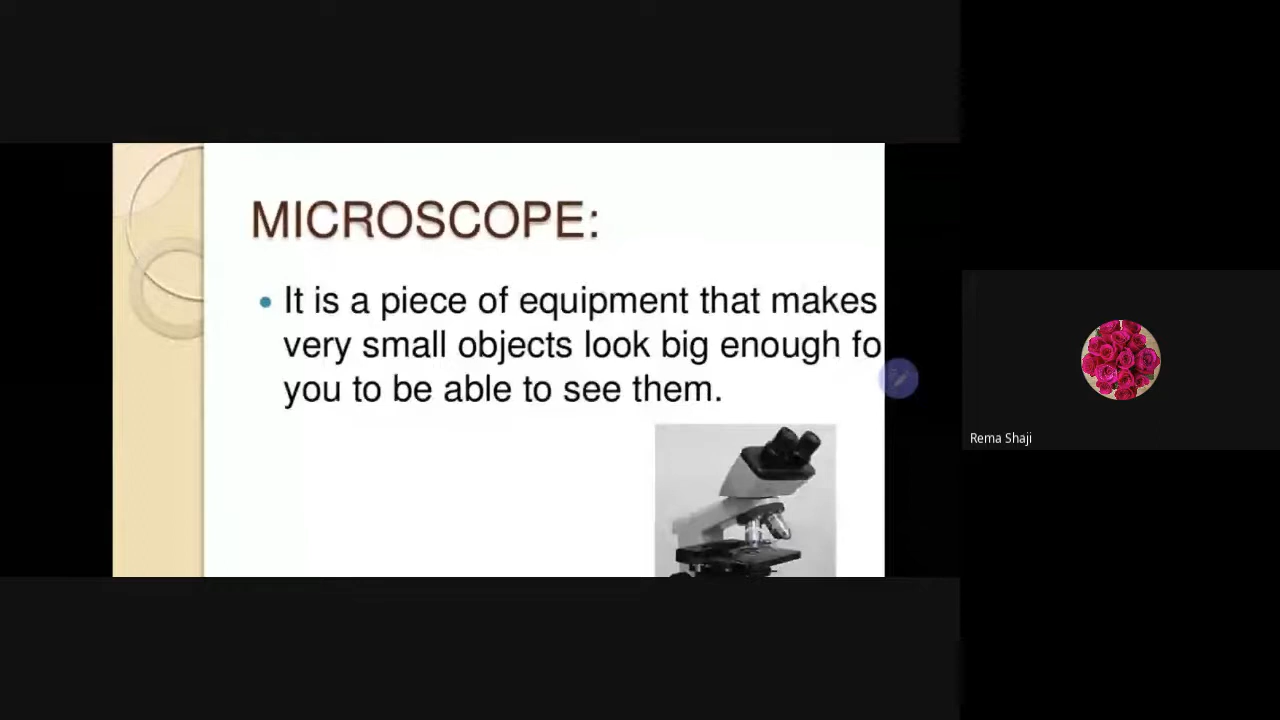 MICROSCOPE:
It is a piece of equipment that makes
very small objects look big enough fo
you to be able to see them.
Rema Shaji